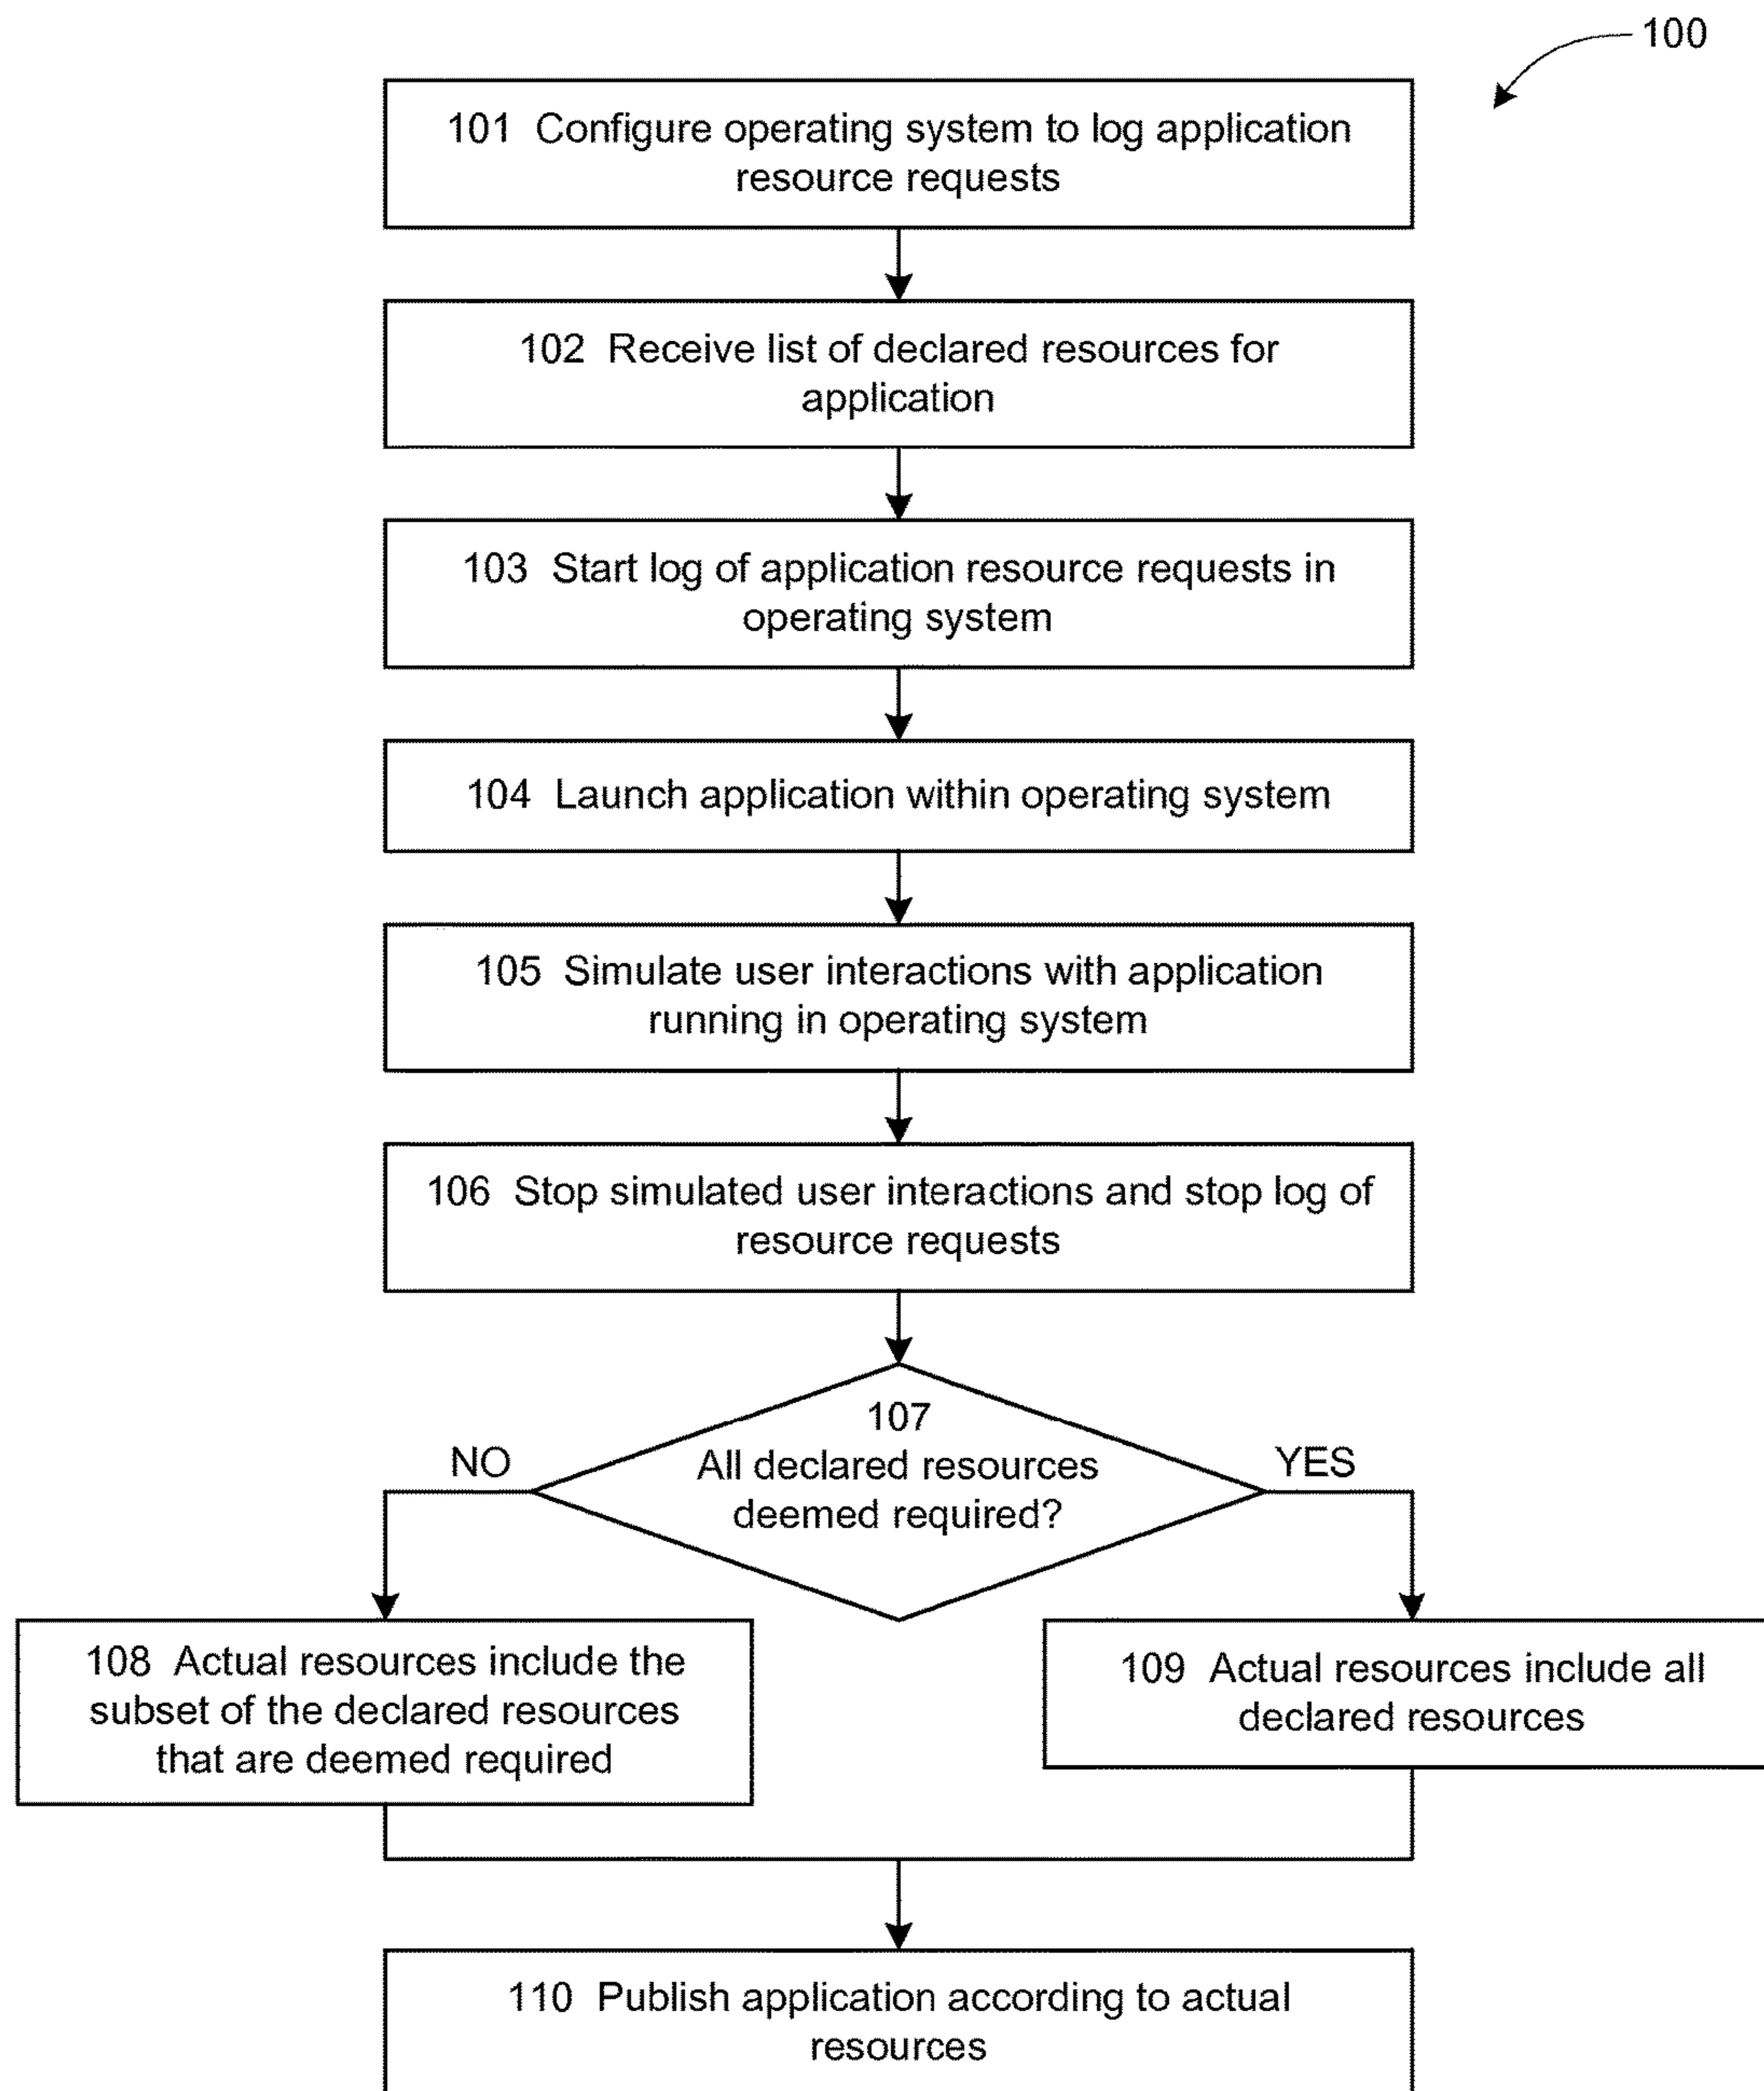 100
101 Configure operating system to log application
resource requests
102 Receive list of declared resources for
application
103 Start log of application resource requests in
operating system
104 Launch application within operating system
105 Simulate user interactions with application
running in operating system
106 Stop simulated user interactions and stop log of
resource requests
107
All declared resources
deemed required?
NO
YES
108 Actual resources include the
subset of the declared resources
that are deemed required
109 Actual resources include all
declared resources
110 Publish application according to actual
resources